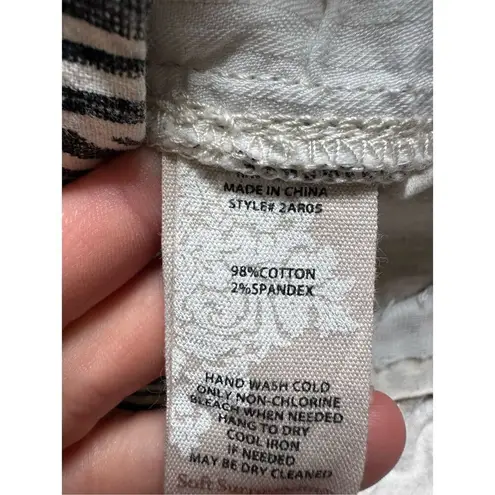 MADE IN CHINA
STYLE# 2AR05
98%COTTON
2%SPANDEX
HAND WASH COLD
ONLY NON-CHLORINE
BLEACH WHEN NEEDED
HANG TO DRY
COOL IRON
IF NEEDED
MAY BE DRY CLEANED
Soft